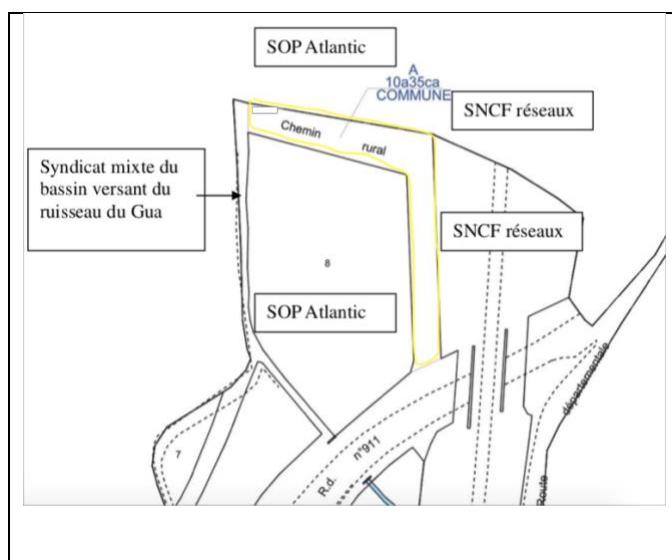 SOP Atlantic
A
10a35ca
COMMUNE
SNCF réseaux
Chemin rural
Syndicat mixte du
bassin versant du
ruisseau du Gua
SNCF réseaux
8
SOP Atlantic
départementale
Route
7
R.d. n°911